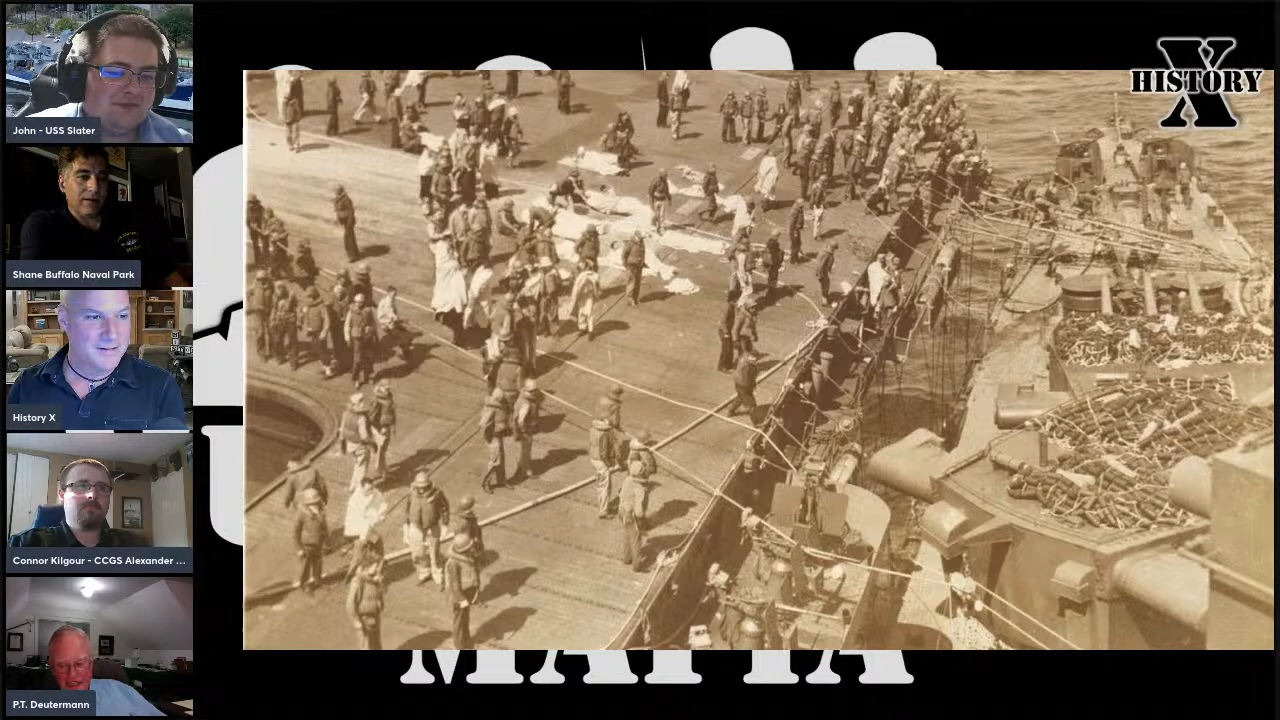 John - USS Slater
Shane Buffalo Naval Park
History X
Connor Kilgour - CCGS Alexander ...
P.T. Deutermann
X
HISTORY
MAFIA